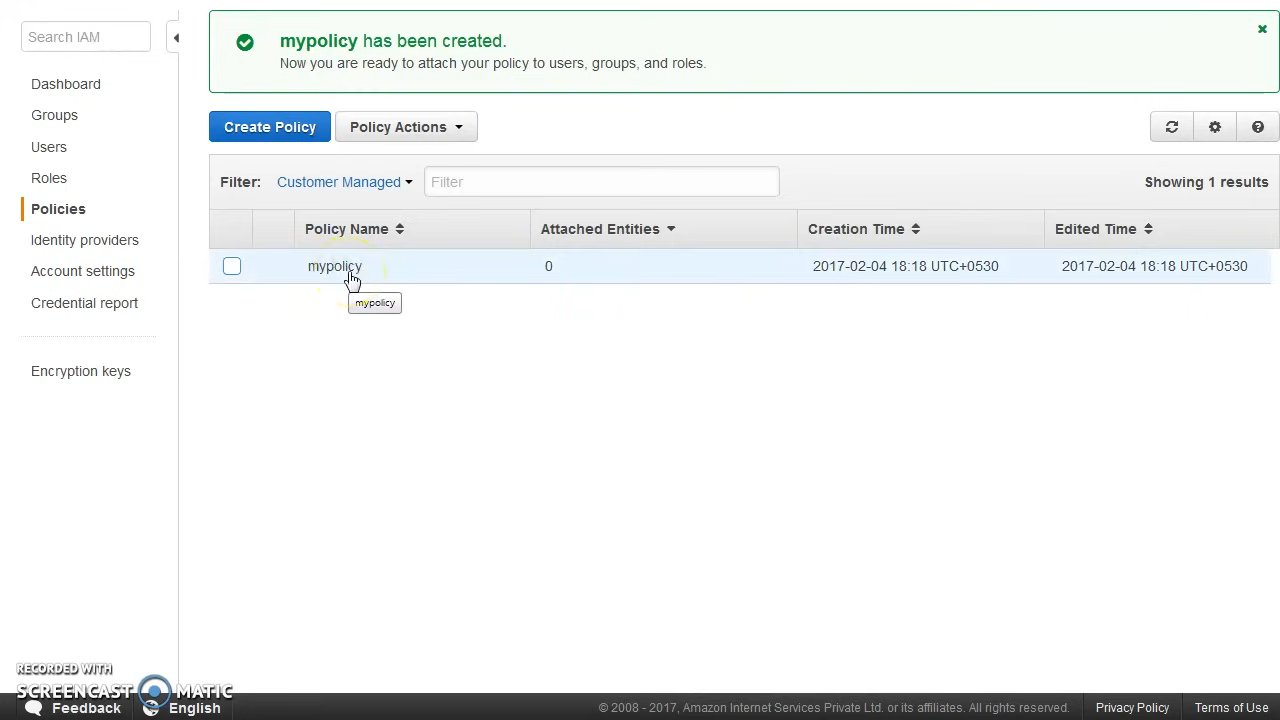 Search IAM
Dashboard
Groups
Users
Roles
Policies
Identity providers
Account settings
Credential report
Encryption keys
mypolicy has been created.
Now you are ready to attach your policy to users, groups, and roles.
Create Policy Policy Actions
Filter: Customer Managed Filter Showing 1 results
Policy Name Attached Entities Creation Time Edited Time
mypolicy 0 2017-02-04 18:18 UTC+0530 2017-02-04 18:18 UTC+0530
mypolicy
RECORDED WITH
SCREENCAST MATIC
Feedback English © 2008 - 2017, Amazon Internet Services Private Ltd. or its affiliates. All rights reserved. Privacy Policy Terms of Use